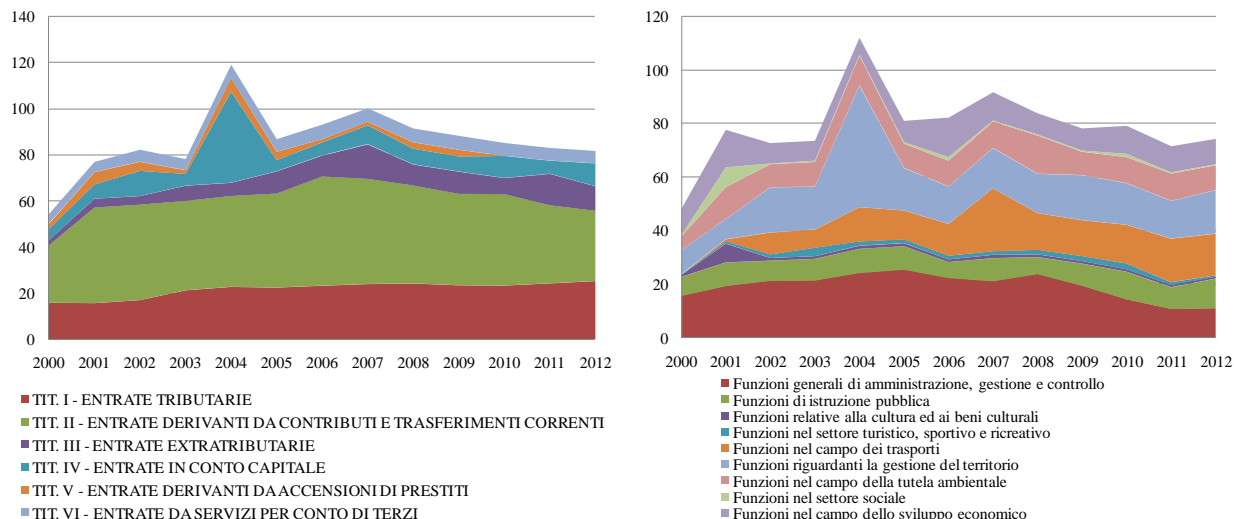 140
120
100
80
60
40
20
0
2000 2001 2002 2003 2004 2005 2006 2007 2008 2009 2010 2011 2012
TIT. I - ENTRATE TRIBUTARIE
TIT. II - ENTRATE DERIVANTI DA CONTRIBUTI E TRASFERIMENTI CORRENTI
TIT. III - ENTRATE EXTRATRIBUTARIE
TIT. IV - ENTRATE IN CONTO CAPITALE
TIT. V - ENTRATE DERIVANTI DA ACCENSIONI DI PRESTITI
TIT. VI - ENTRATE DA SERVIZI PER CONTO DI TERZI
120
100
80
60
40
20
0
2000 2001 2002 2003 2004 2005 2006 2007 2008 2009 2010 2011 2012
Funzioni generali di amministrazione, gestione e controllo
Funzioni di istruzione pubblica
Funzioni relative alla cultura ed ai beni culturali
Funzioni nel settore turistico, sportivo e ricreativo
Funzioni nel campo dei trasporti
Funzioni riguardanti la gestione del territorio
Funzioni nel campo della tutela ambientale
Funzioni nel settore sociale
Funzioni nel campo dello sviluppo economico